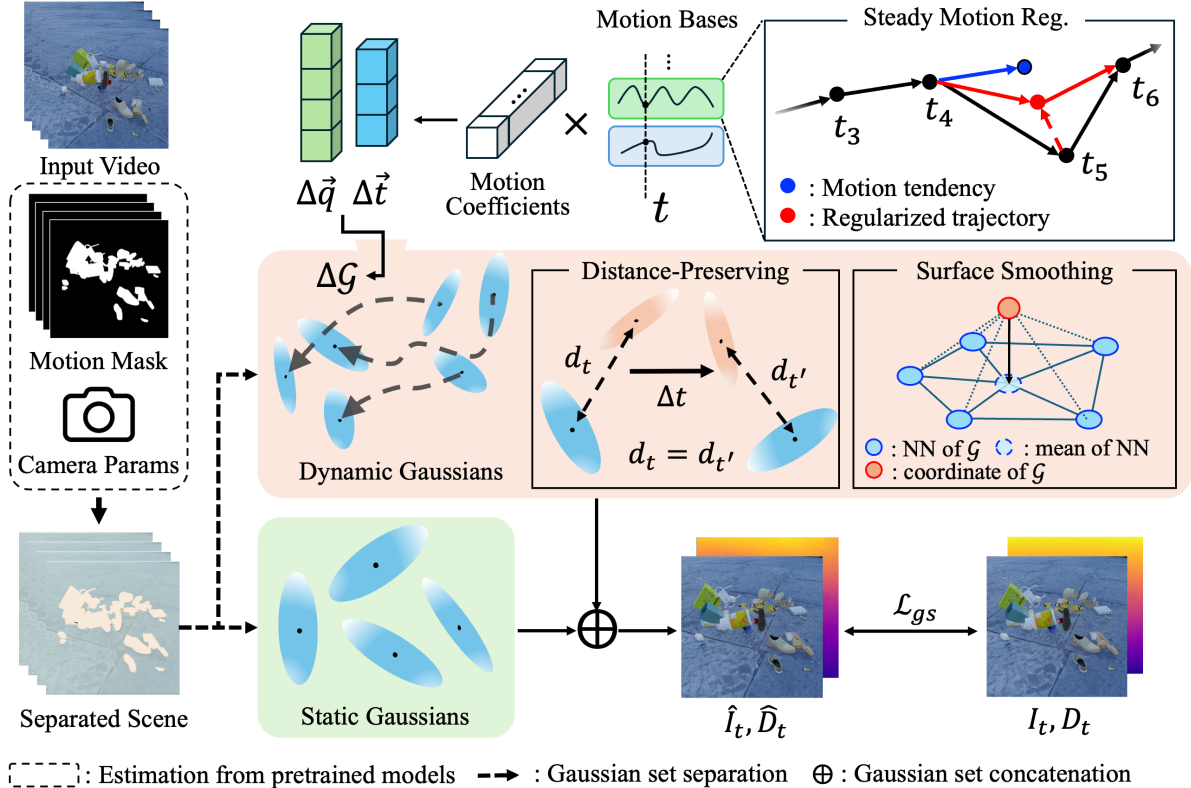 Input Video
Motion Mask
Camera Params
Separated Scene
Δq⃗ Δt⃗
Motion
Coefficients
×
Motion Bases
⋮
t
Steady Motion Reg.
t₃
t₄
t₅
t₆
: Motion tendency
: Regularized trajectory
Δ𝒢
Dynamic Gaussians
Distance-Preserving
dₜ
Δt
dₜ′
dₜ = dₜ′
Surface Smoothing
: NN of 𝒢 : mean of NN
: coordinate of 𝒢
Static Gaussians
Îₜ, D̂ₜ
ℒgs
Iₜ, Dₜ
: Estimation from pretrained models : Gaussian set separation ⊕ : Gaussian set concatenation